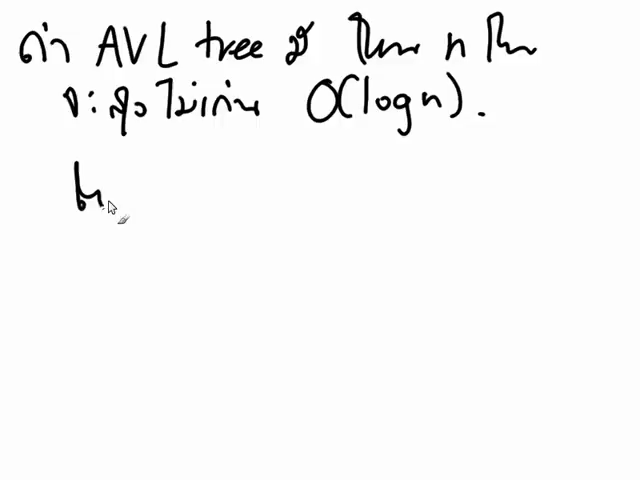 ถ้า AVL tree มี โหนด n โหนด
จะสูงไม่เกิน O(log n).